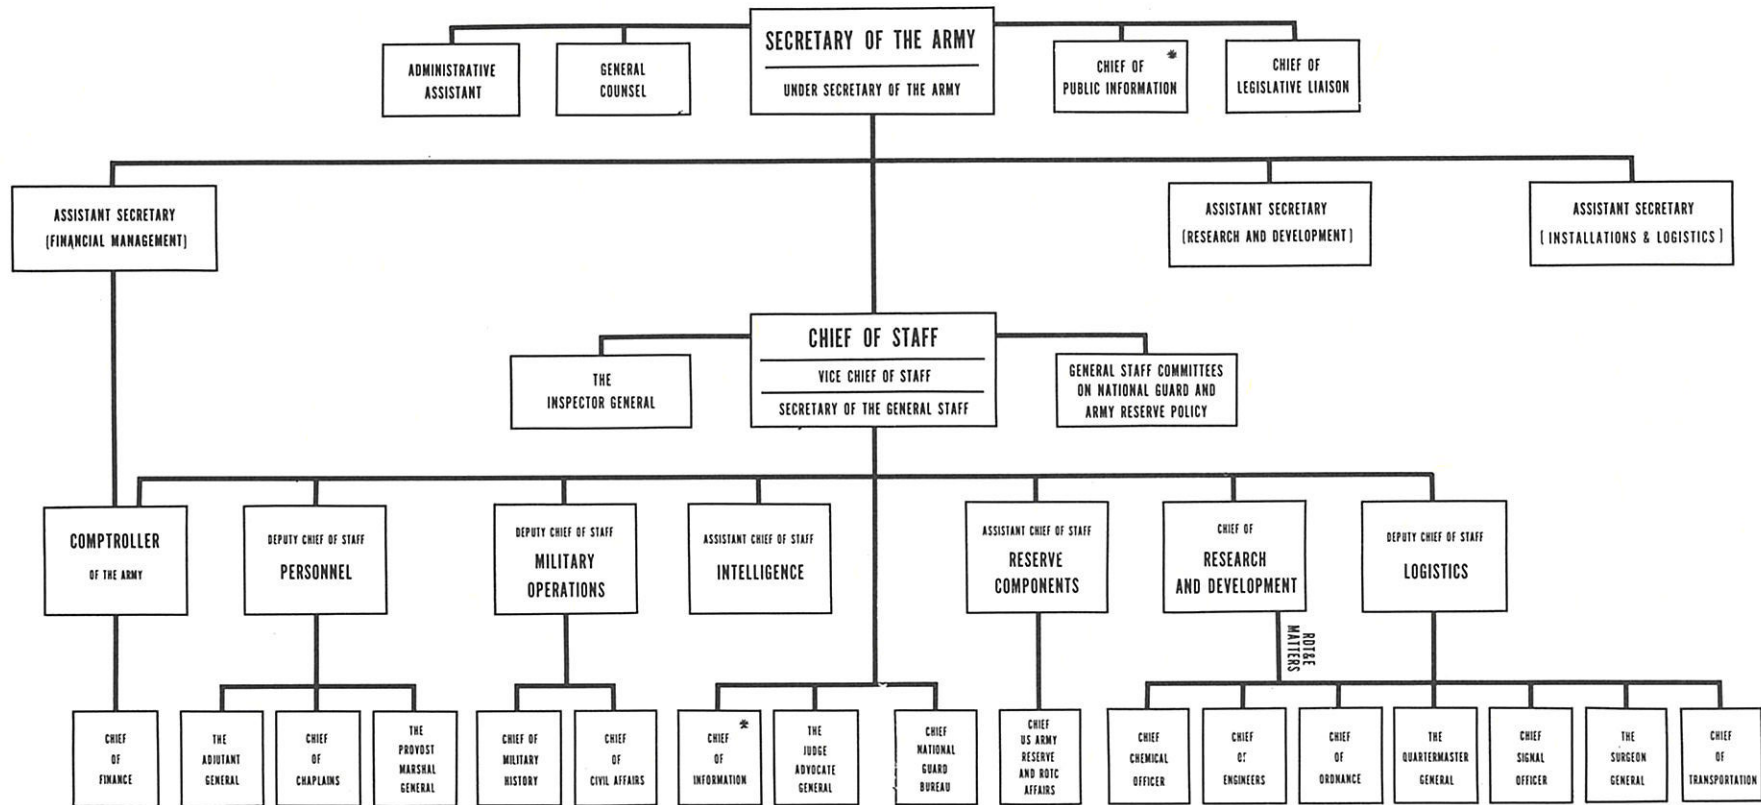 SECRETARY OF THE ARMY
UNDER SECRETARY OF THE ARMY
ADMINISTRATIVE
ASSISTANT
GENERAL
COUNSEL
CHIEF OF *
PUBLIC INFORMATION
CHIEF OF
LEGISLATIVE LIAISON
ASSISTANT SECRETARY
(FINANCIAL MANAGEMENT)
ASSISTANT SECRETARY
(RESEARCH AND DEVELOPMENT)
ASSISTANT SECRETARY
(INSTALLATIONS & LOGISTICS)
CHIEF OF STAFF
VICE CHIEF OF STAFF
SECRETARY OF THE GENERAL STAFF
THE
INSPECTOR GENERAL
GENERAL STAFF COMMITTEES
ON NATIONAL GUARD AND
ARMY RESERVE POLICY
COMPTROLLER
OF THE ARMY
DEPUTY CHIEF OF STAFF
PERSONNEL
DEPUTY CHIEF OF STAFF
MILITARY
OPERATIONS
ASSISTANT CHIEF OF STAFF
INTELLIGENCE
ASSISTANT CHIEF OF STAFF
RESERVE
COMPONENTS
CHIEF OF
RESEARCH
AND DEVELOPMENT
DEPUTY CHIEF OF STAFF
LOGISTICS
RDT&E
MATTERS
CHIEF
OF
FINANCE
THE
ADJUTANT
GENERAL
CHIEF
OF
CHAPLAINS
THE
PROVOST
MARSHAL
GENERAL
CHIEF OF
MILITARY
HISTORY
CHIEF
OF
CIVIL AFFAIRS
CHIEF *
OF
INFORMATION
THE
JUDGE
ADVOCATE
GENERAL
CHIEF
NATIONAL
GUARD
BUREAU
CHIEF
US ARMY
RESERVE
AND ROTC
AFFAIRS
CHIEF
CHEMICAL
OFFICER
CHIEF
OF
ENGINEERS
CHIEF
OF
ORDNANCE
THE
QUARTERMASTER
GENERAL
CHIEF
SIGNAL
OFFICER
THE
SURGEON
GENERAL
CHIEF
OF
TRANSPORTATION